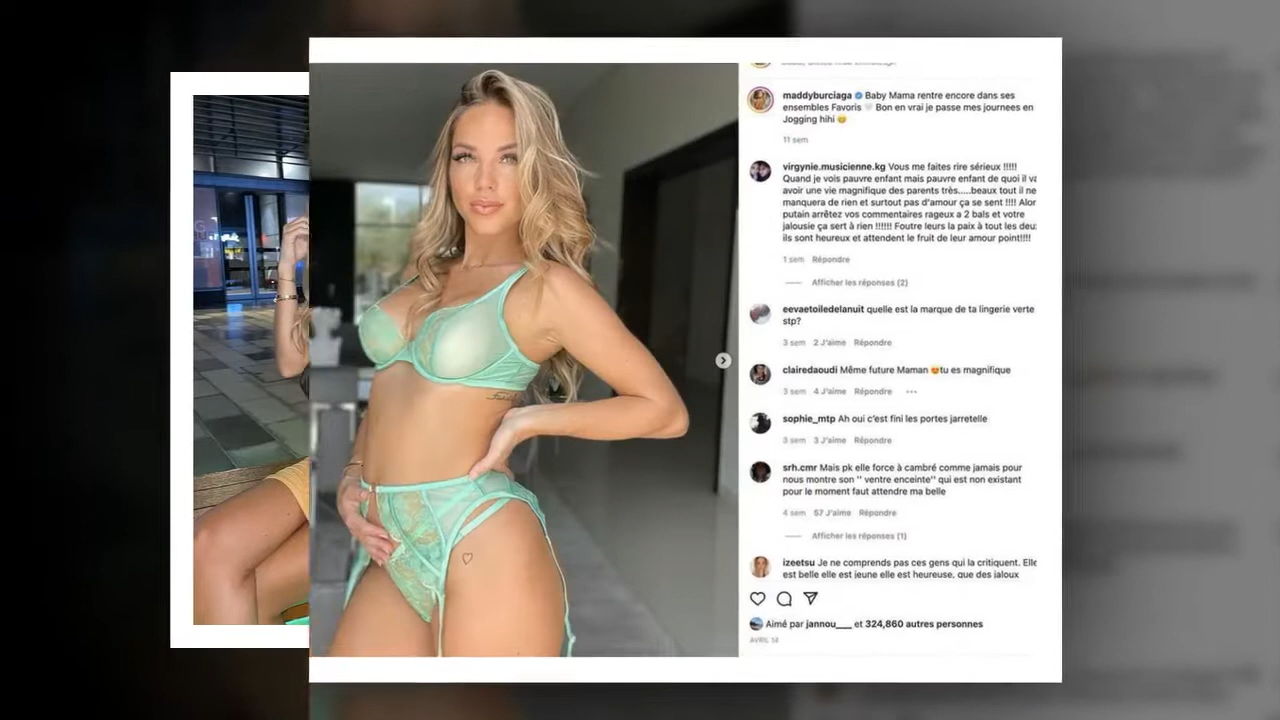 maddyburciaga Baby Mama rentre encore dans ses
ensembles Favoris 🤍 Bon en vrai je passe mes journees en
Jogging hihi 😊
11 sem
virgynie.musicienne.kg Vous me faites rire sérieux !!!!!
Quand je vois pauvre enfant mais pauvre enfant de quoi il va
avoir une vie magnifique des parents très.....beaux tout il ne
manquera de rien et surtout pas d'amour ça se sent !!!! Alor
putain arrêtez vos commentaires rageux a 2 bals et votre
jalousie ça sert à rien !!!!!! Foutre leurs la paix à tout les deux
ils sont heureux et attendent le fruit de leur amour point!!!!
1 sem Répondre
Afficher les réponses (2)
eevaetoiledelanuit quelle est la marque de ta lingerie verte
stp?
3 sem 2 J'aime Répondre
clairedaoudi Même future Maman 😍tu es magnifique
3 sem 4 J'aime Répondre ...
sophie_mtp Ah oui c'est fini les portes jarretelle
3 sem 3 J'aime Répondre
srh.cmr Mais pk elle force à cambré comme jamais pour
nous montre son '' ventre enceinte'' qui est non existant
pour le moment faut attendre ma belle
4 sem 57 J'aime Répondre
Afficher les réponses (1)
izeetsu Je ne comprends pas ces gens qui la critiquent. Elle
est belle elle est jeune elle est heureuse, que des jaloux
Aimé par jannou___ et 324,860 autres personnes
AVRIL 14